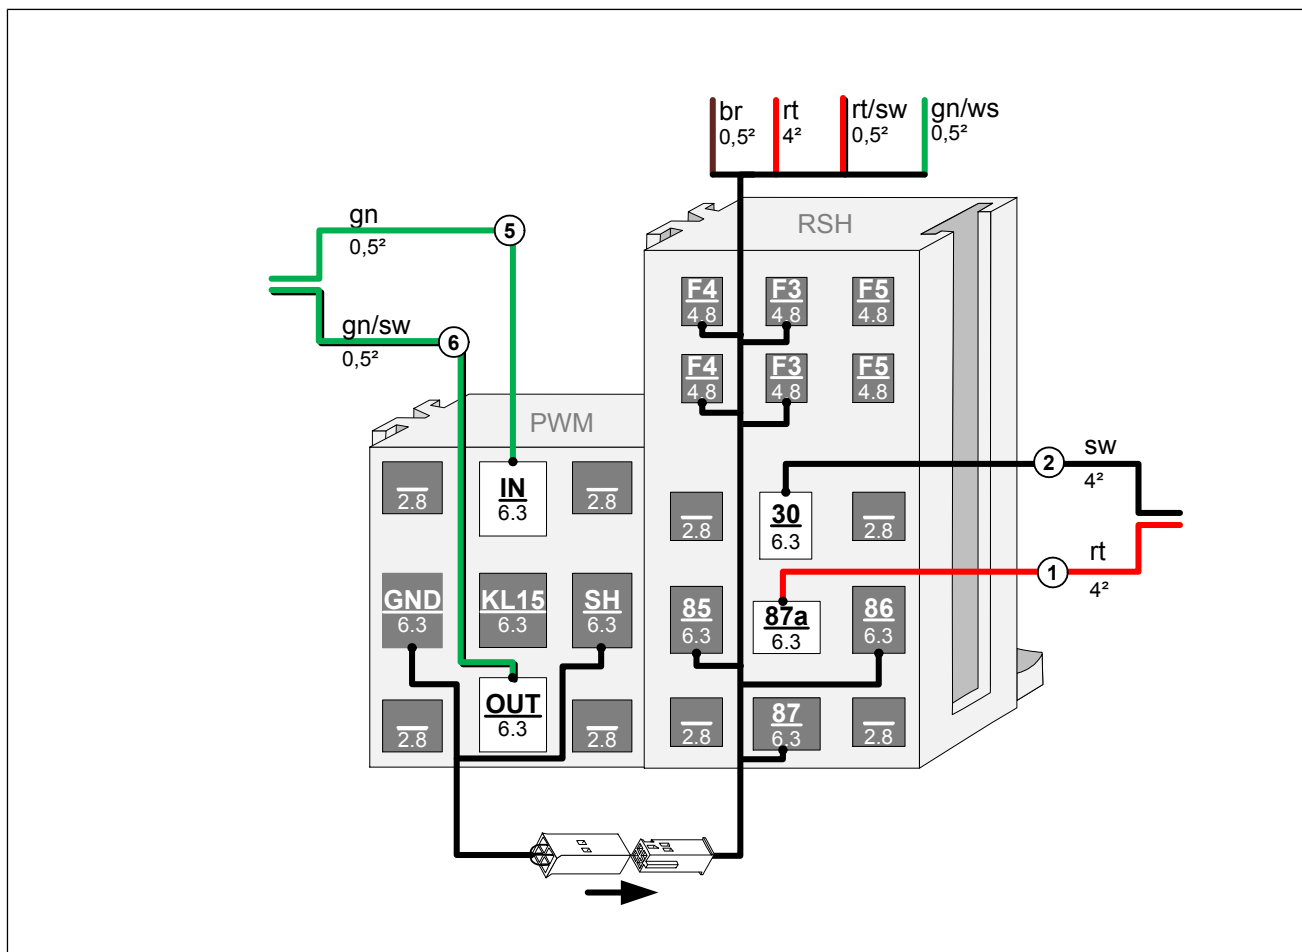 br
0,5²
rt
4²
rt/sw
0,5²
gn/ws
0,5²
gn
0,5²
5
gn/sw
0,5²
6
RSH
F4
4.8
F3
4.8
F5
4.8
F4
4.8
F3
4.8
F5
4.8
PWM
2.8
IN
6.3
2.8
2.8
30
6.3
2.8
2
sw
4²
1
rt
4²
GND
6.3
KL15
6.3
SH
6.3
85
6.3
87a
6.3
86
6.3
2.8
OUT
6.3
2.8
2.8
87
6.3
2.8